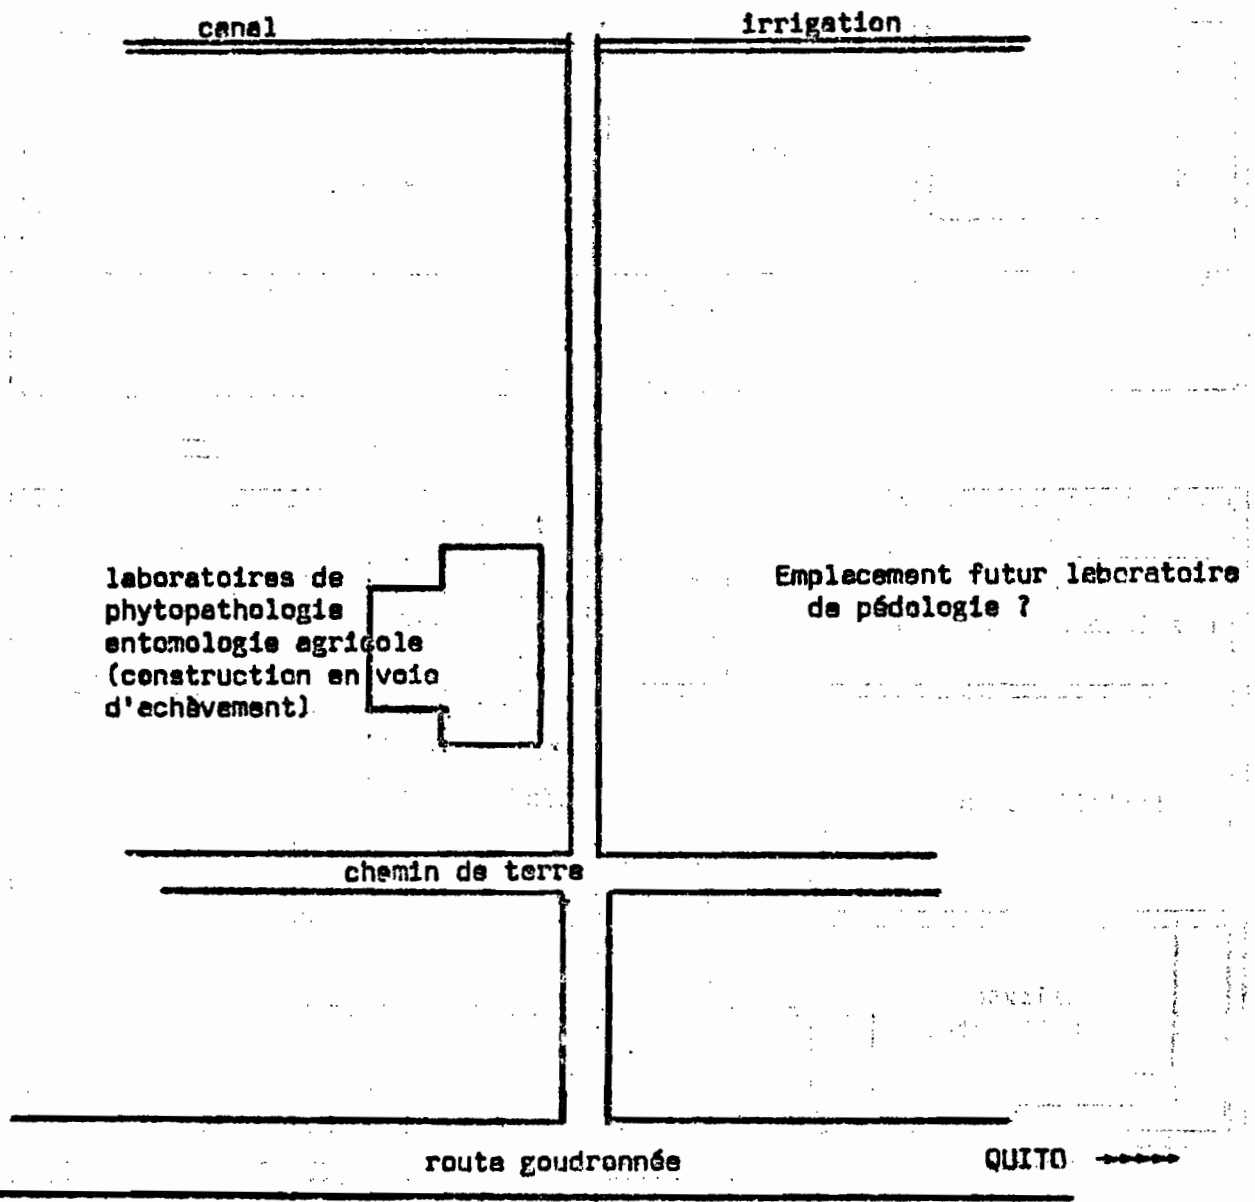 canal irrigation
laboratoires de
phytopathologie
entomologie agricole
(construction en voie
d'achèvement)
Emplacement futur laboratoire
de pédologie ?
chemin de terre
route goudronnée QUITO